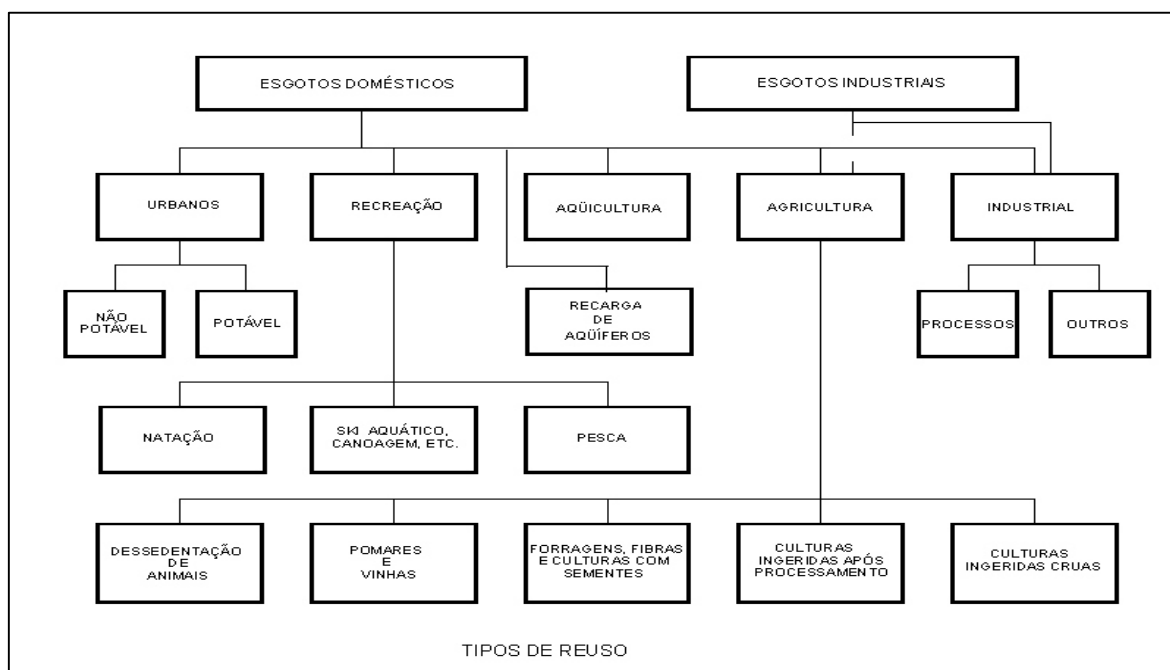 ESGOTOS DOMÉSTICOS
ESGOTOS INDUSTRIAIS
URBANOS
RECREAÇÃO
AQÜICULTURA
AGRICULTURA
INDUSTRIAL
NÃO
POTÁVEL
POTÁVEL
RECARGA
DE
AQÜÍFEROS
PROCESSOS
OUTROS
NATAÇÃO
SKI AQUÁTICO,
CANOAGEM, ETC.
PESCA
DESSEDENTAÇÃO
DE
ANIMAIS
POMARES
E
VINHAS
FORRAGENS, FIBRAS
E CULTURAS COM
SEMENTES
CULTURAS
INGERIDAS APÓS
PROCESSAMENTO
CULTURAS
INGERIDAS CRUAS
TIPOS DE REUSO